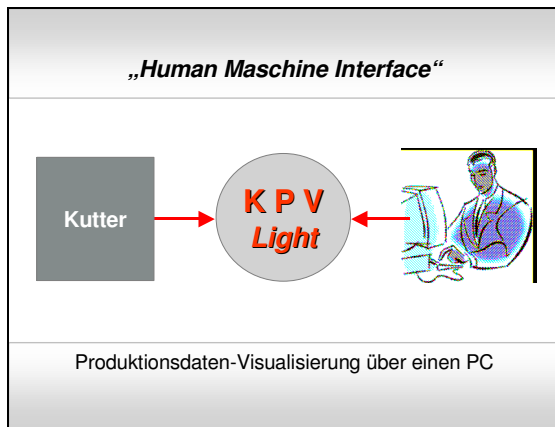 „Human Maschine Interface“
Kutter
K P V
Light
Produktionsdaten-Visualisierung über einen PC